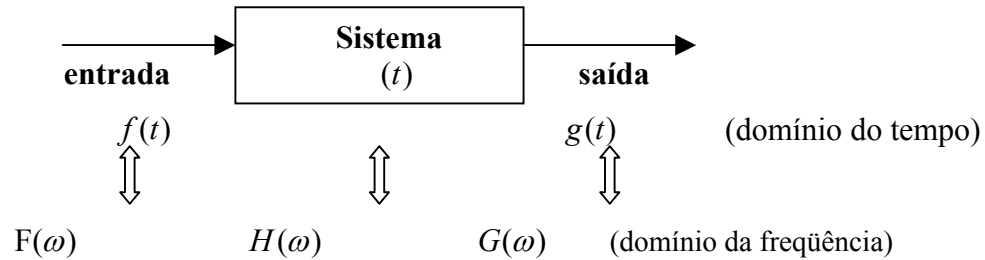 Sistema
entrada (t) saída
f(t) g(t) (domínio do tempo)
F(ω) H(ω) G(ω) (domínio da freqüência)